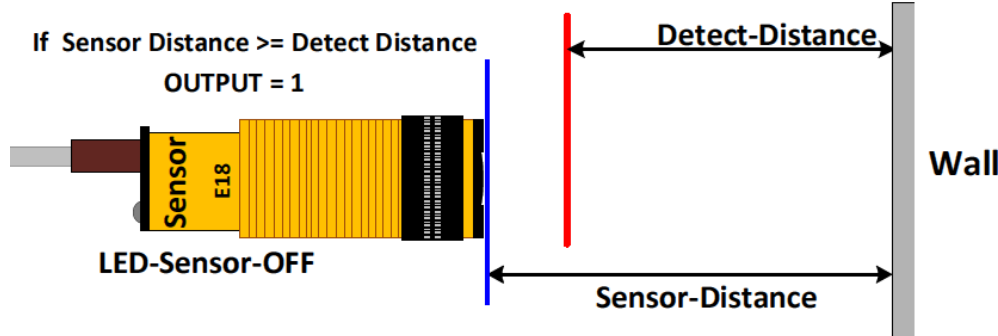 If Sensor Distance >= Detect Distance
OUTPUT = 1
Detect-Distance
Sensor
E18
Wall
LED-Sensor-OFF
Sensor-Distance